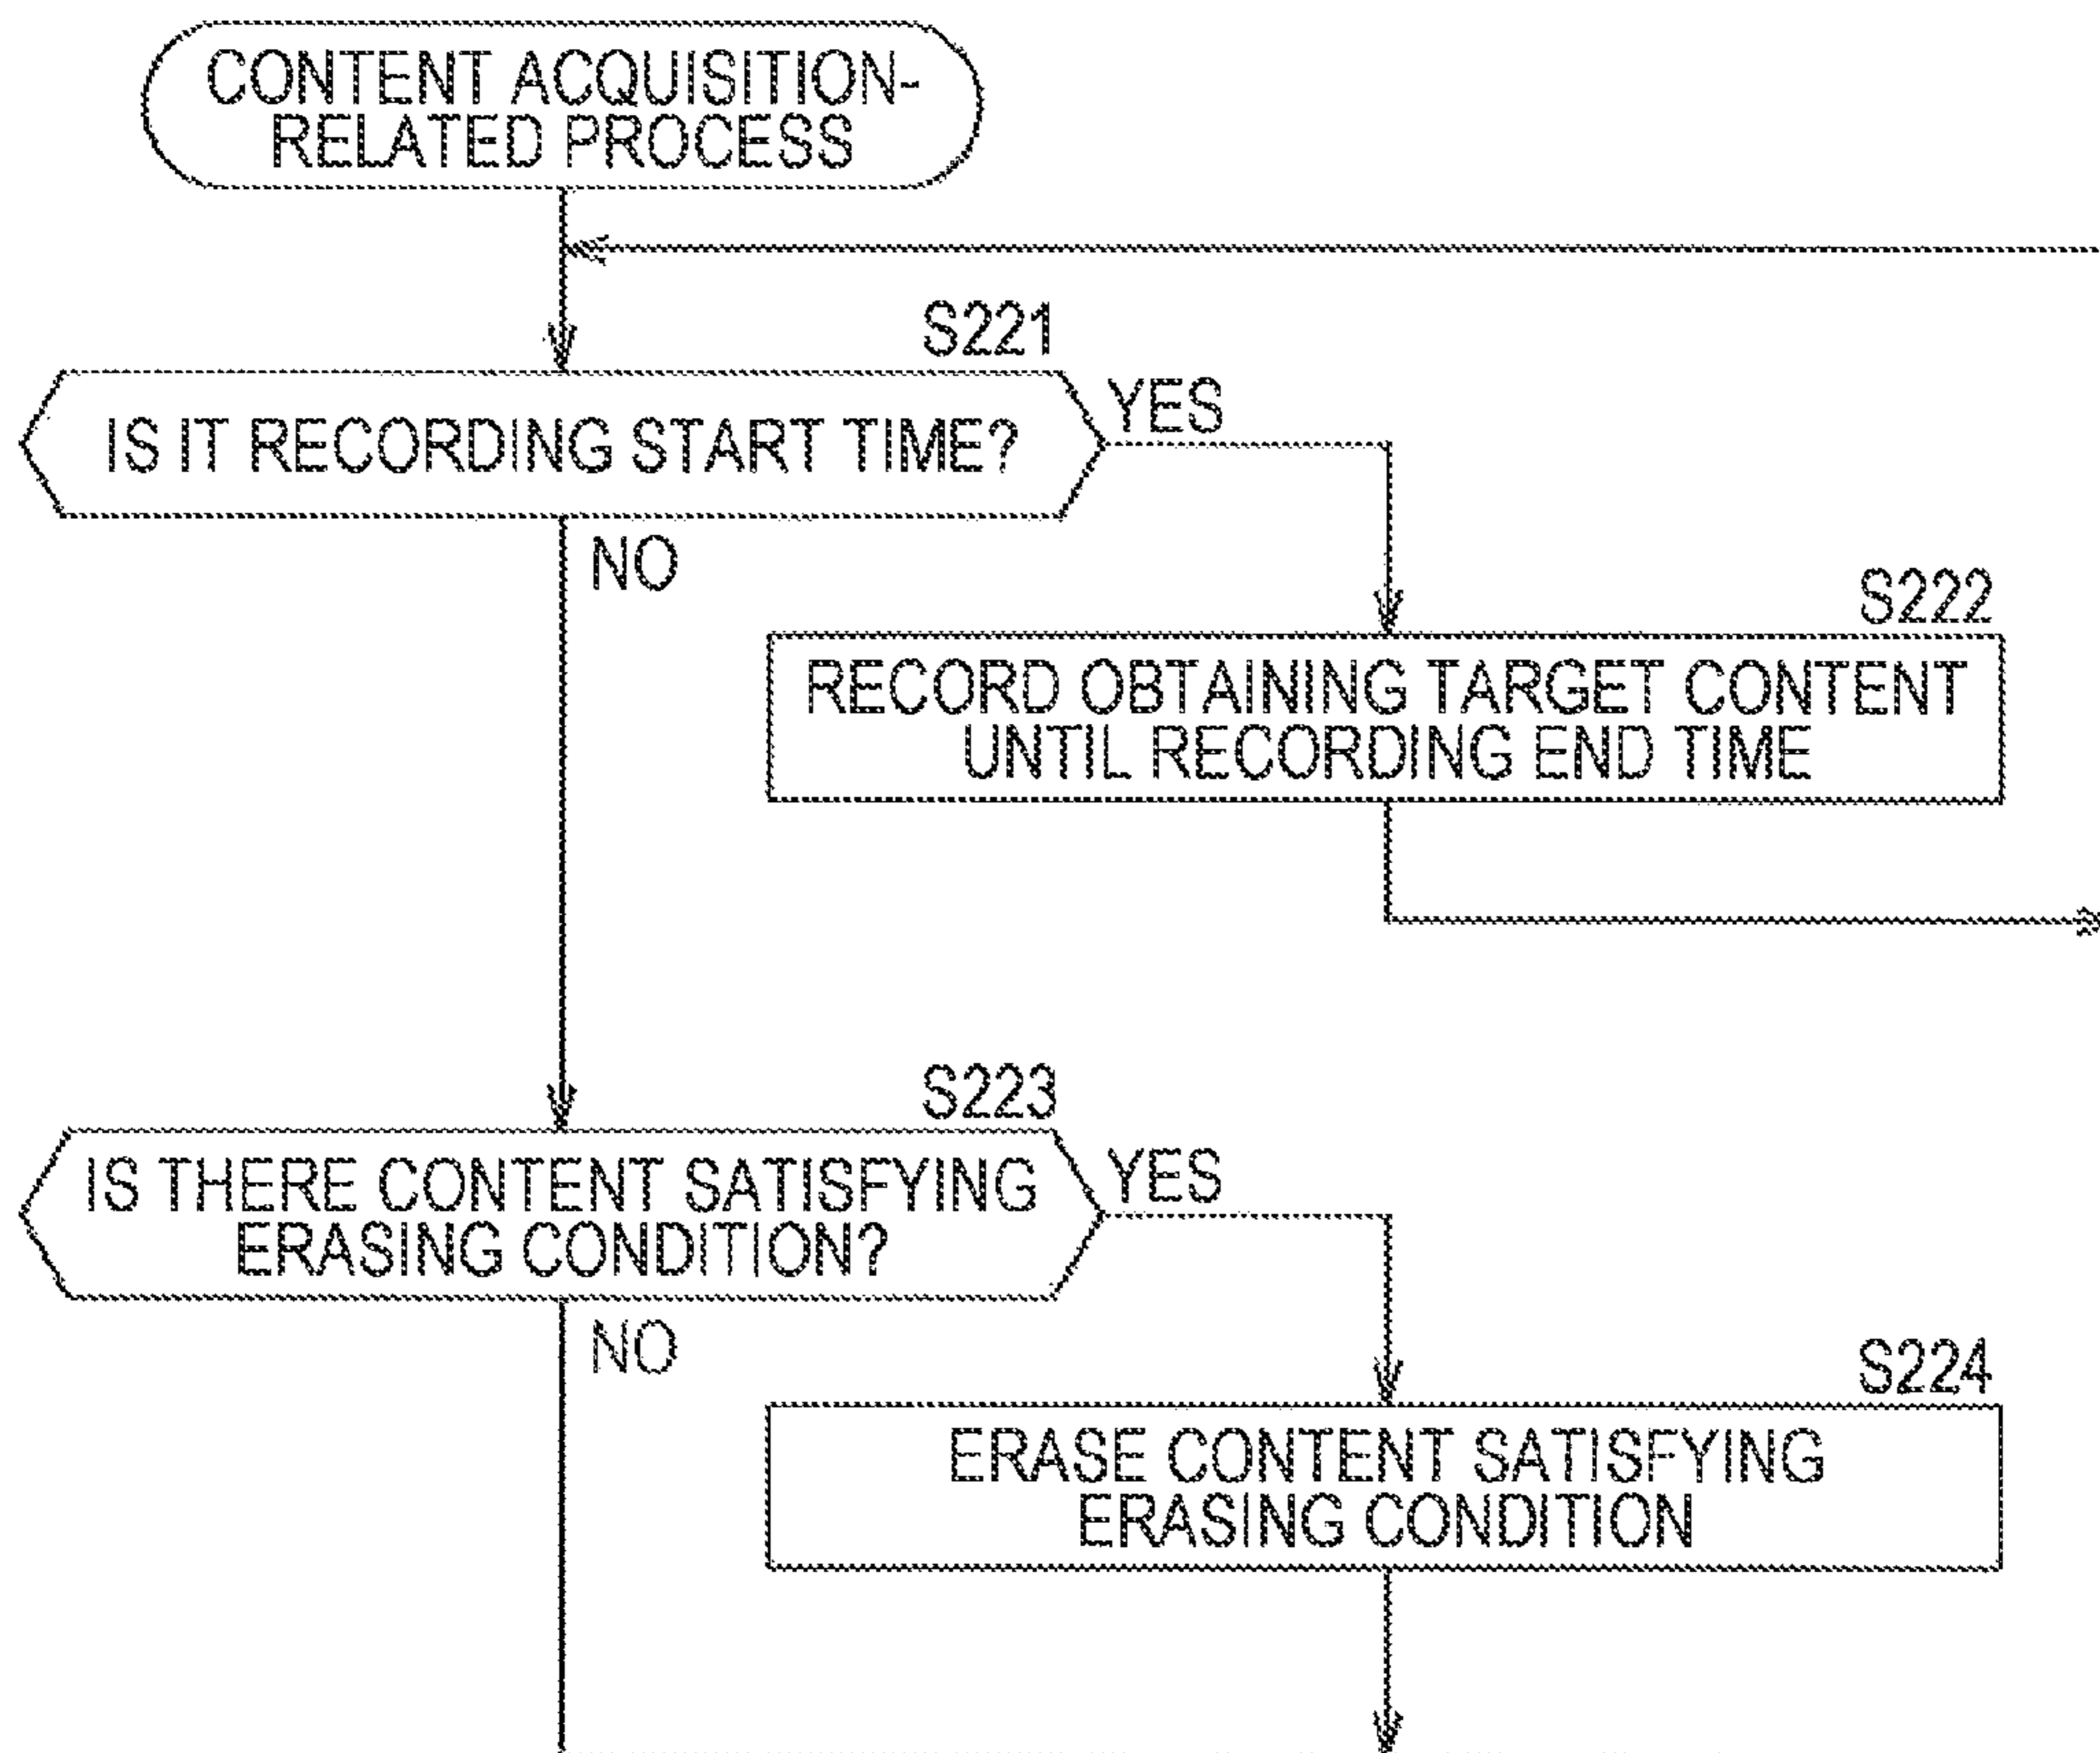 CONTENT ACQUISITION-
RELATED PROCESS
S221
IS IT RECORDING START TIME?
YES
NO
S222
RECORD OBTAINING TARGET CONTENT
UNTIL RECORDING END TIME
S223
IS THERE CONTENT SATISFYING
ERASING CONDITION?
YES
NO
S224
ERASE CONTENT SATISFYING
ERASING CONDITION